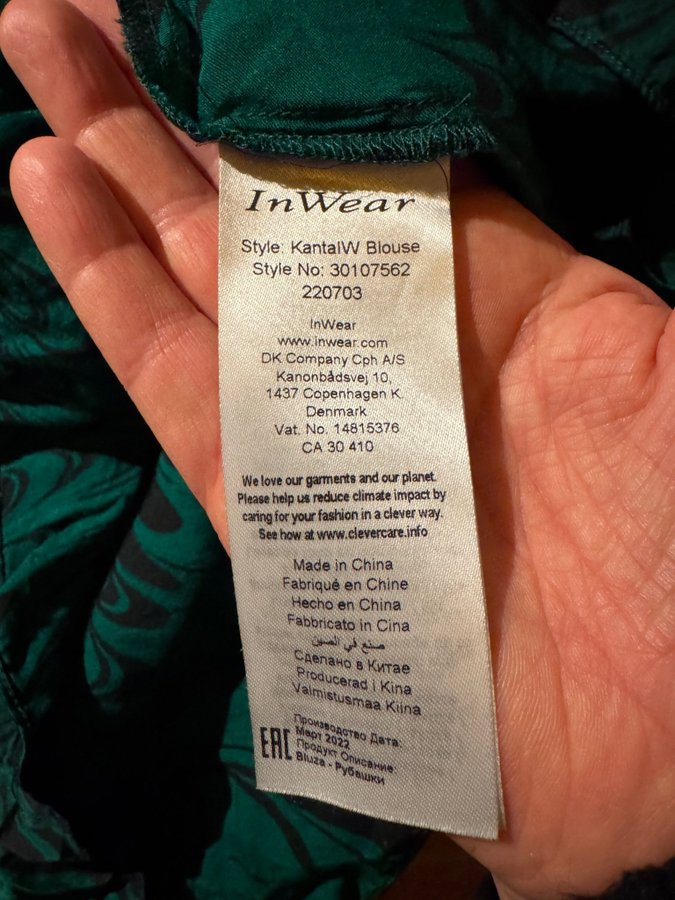 InWear
Style: KantaIW Blouse
Style No: 30107562
220703
InWear
www.inwear.com
DK Company Cph A/S
Kanonbådsvej 10,
1437 Copenhagen K.
Denmark
Vat. No. 14815376
CA 30 410
We love our garments and our planet.
Please help us reduce climate impact by
caring for your fashion in a clever way.
See how at www.clevercare.info
Made in China
Fabriqué en Chine
Hecho en China
Fabbricato in Cina
صنع في الصين
Сделано в Китае
Producerad i Kina
Valmistusmaa Kiina
EAC
Производство Дата:
Март 2022
Продукт Описание:
Bluza - Рубашки